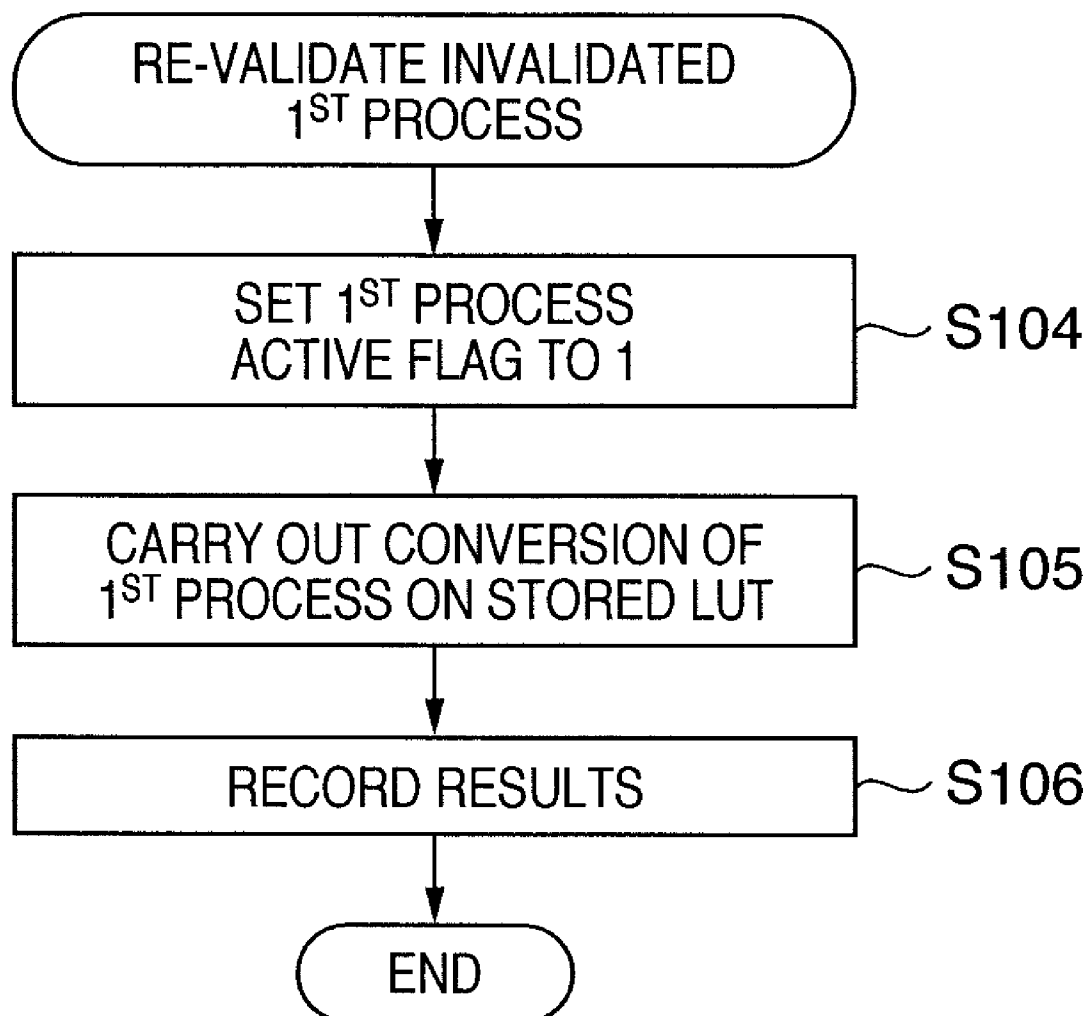 RE-VALIDATE INVALIDATED
1ST PROCESS
SET 1ST PROCESS
ACTIVE FLAG TO 1
S104
CARRY OUT CONVERSION OF
1ST PROCESS ON STORED LUT
S105
RECORD RESULTS
S106
END